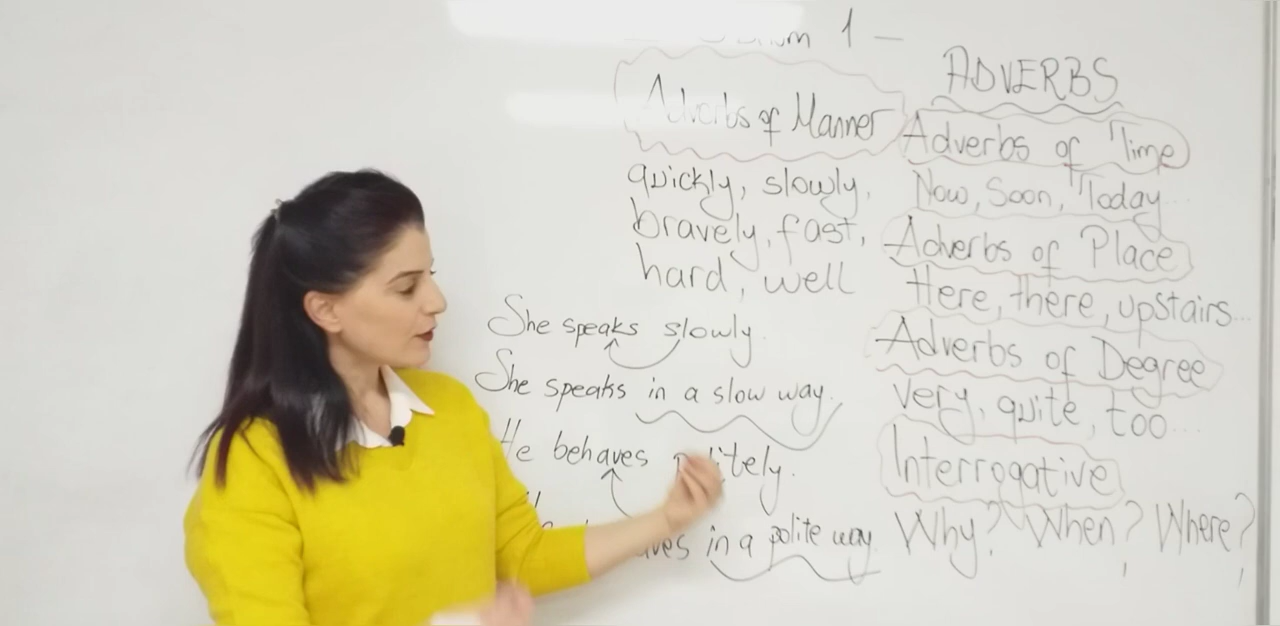 1 —
ADVERBS
Adverbs of Manner
quickly, slowly,
bravely, fast,
hard, well
She speaks slowly.
She speaks in a slow way.
He behaves
in a polite way
Adverbs of Time
Now, Soon, Today...
Adverbs of Place
Here, there, upstairs...
Adverbs of Degree
very, quite, too...
Interrogative
Why? When? Where?